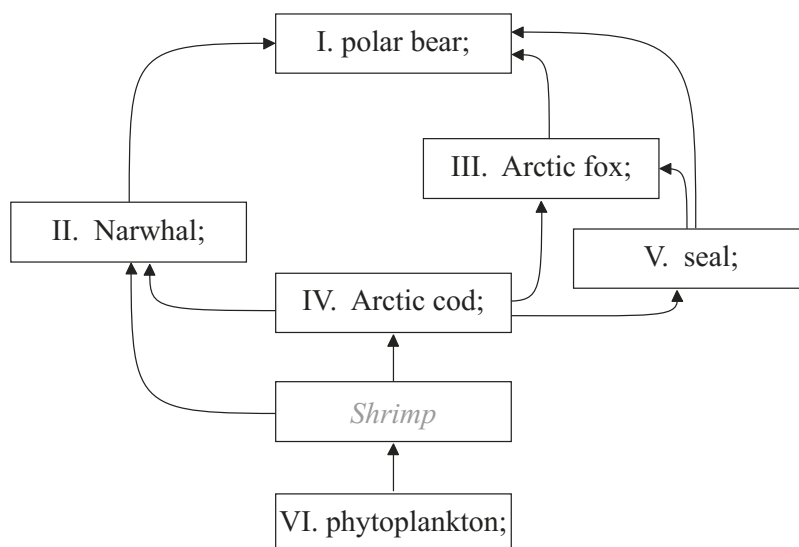 I. polar bear;
III. Arctic fox;
II. Narwhal;
V. seal;
IV. Arctic cod;
Shrimp
VI. phytoplankton;